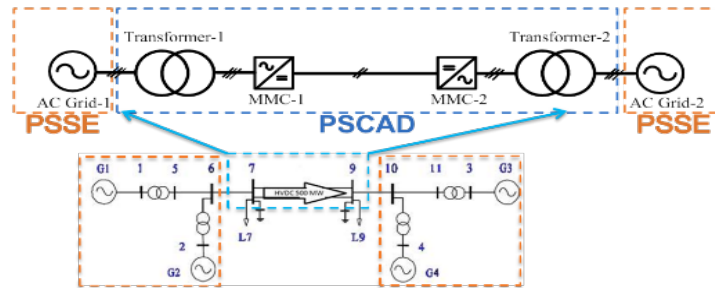 Transformer-1
Transformer-2
AC Grid-1
MMC-1
MMC-2
AC Grid-2
PSSE
PSCAD
PSSE
G1 1 5 6 7 9 10 11 3 G3
HVDC 500 MW
L7 L9
2 4
G2 G4